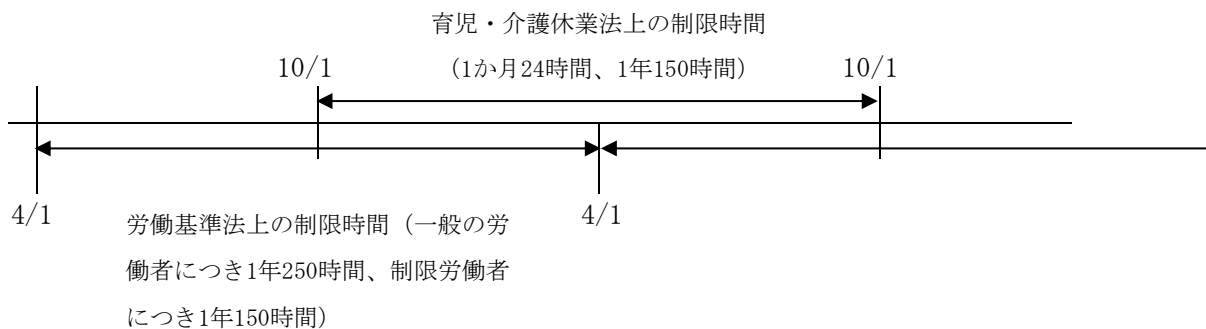 育児・介護休業法上の制限時間
10/1 （1か月24時間、1年150時間） 10/1
4/1 4/1
労働基準法上の制限時間（一般の労
働者につき1年250時間、制限労働者
につき1年150時間）